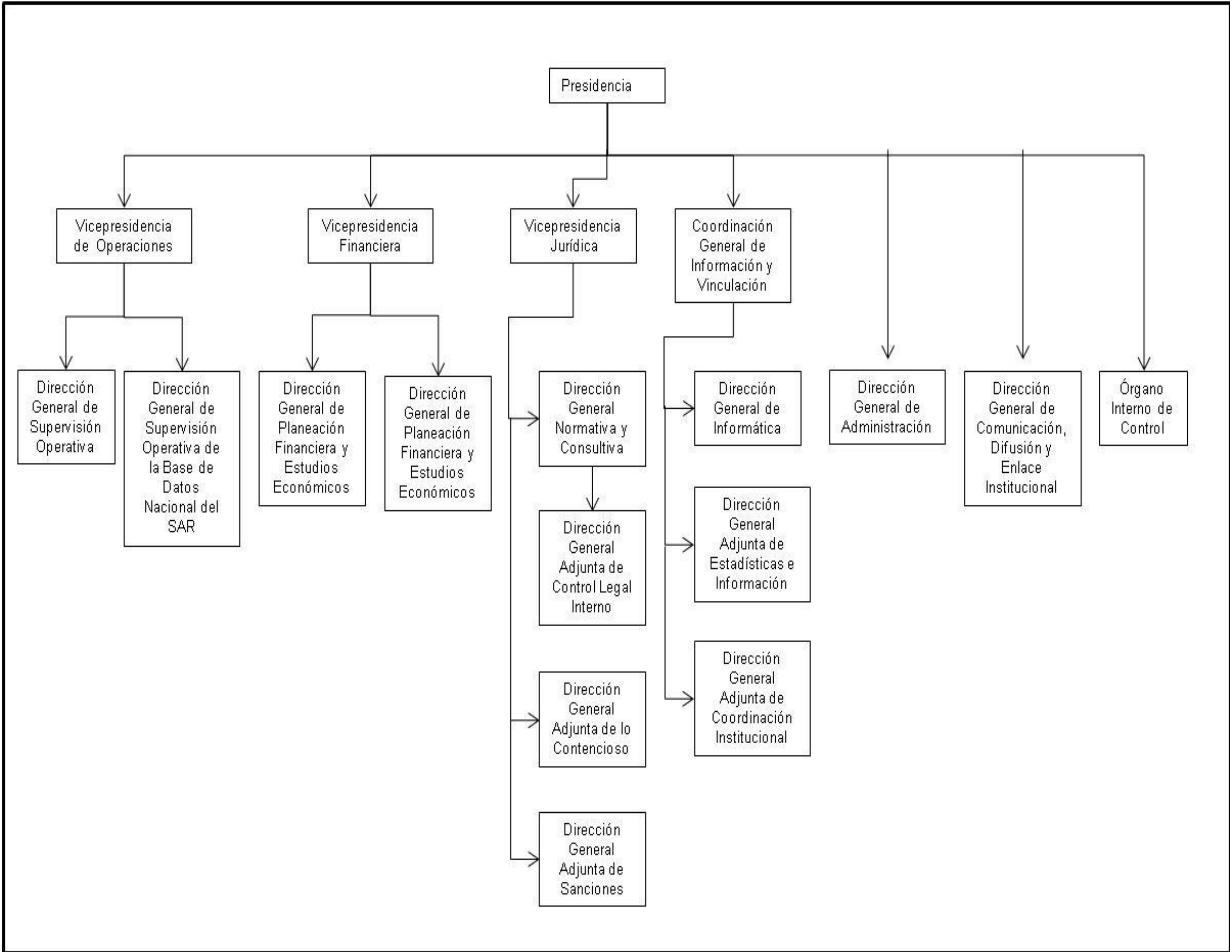 Presidencia
Vicepresidencia
de Operaciones
Vicepresidencia
Financiera
Vicepresidencia
Jurídica
Coordinación
General de
Información y
Vinculación
Dirección
General de
Supervisión
Operativa
Dirección
General de
Supervisión
Operativa de
la Base de
Datos
Nacional del
SAR
Dirección
General de
Planeación
Financiera y
Estudios
Económicos
Dirección
General de
Planeación
Financiera y
Estudios
Económicos
Dirección
General
Normativa y
Consultiva
Dirección
General
Adjunta de
Control Legal
Interno
Dirección
General
Adjunta de lo
Contencioso
Dirección
General
Adjunta de
Sanciones
Dirección
General de
Informática
Dirección
General
Adjunta de
Estadísticas e
Información
Dirección
General
Adjunta de
Coordinación
Institucional
Dirección
General de
Administración
Dirección
General de
Comunicación,
Difusión y
Enlace
Institucional
Órgano
Interno de
Control